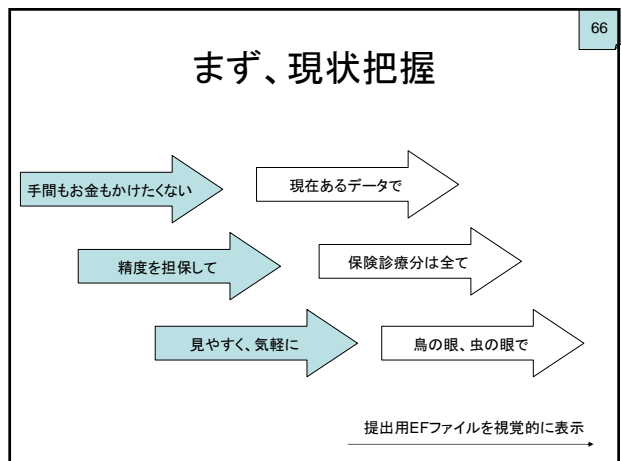 66
まず、現状把握
手間もお金もかけたくない
現在あるデータで
精度を担保して
保険診療分は全て
見やすく、気軽に
鳥の眼、虫の眼で
提出用EFファイルを視覚的に表示